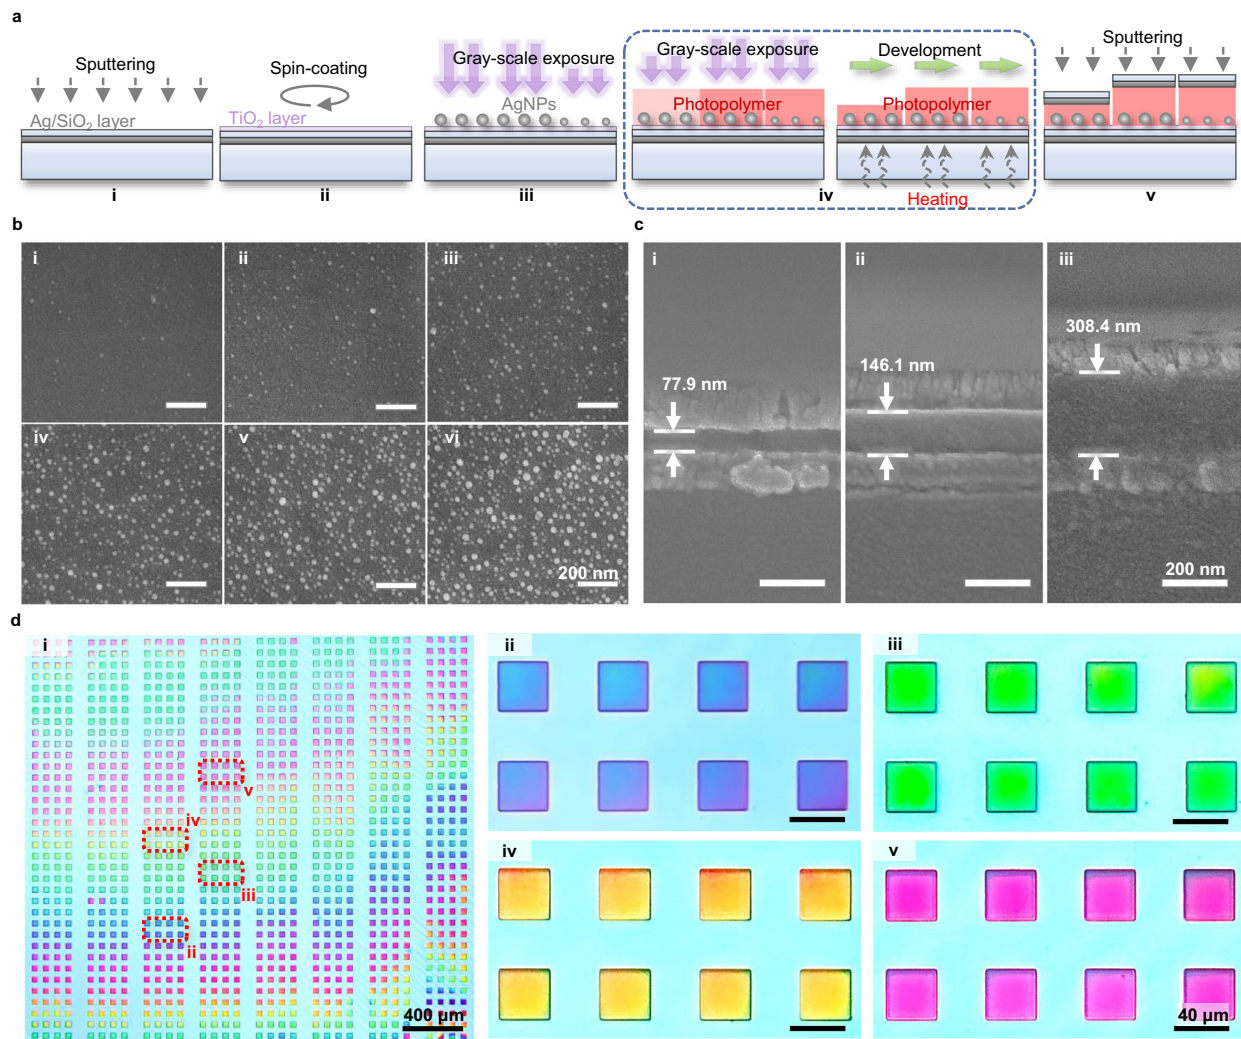 a
Sputtering
Ag/SiO₂ layer
i
Spin-coating
TiO₂ layer
ii
Gray-scale exposure
AgNPs
iii
Gray-scale exposure
Photopolymer
Development
Photopolymer
Heating
iv
Sputtering
v
b
i
ii
iii
iv
v
vi
200 nm
c
i
77.9 nm
ii
146.1 nm
iii
308.4 nm
200 nm
d
i
v
iv
iii
ii
400 μm
ii
iii
iv
v
40 μm